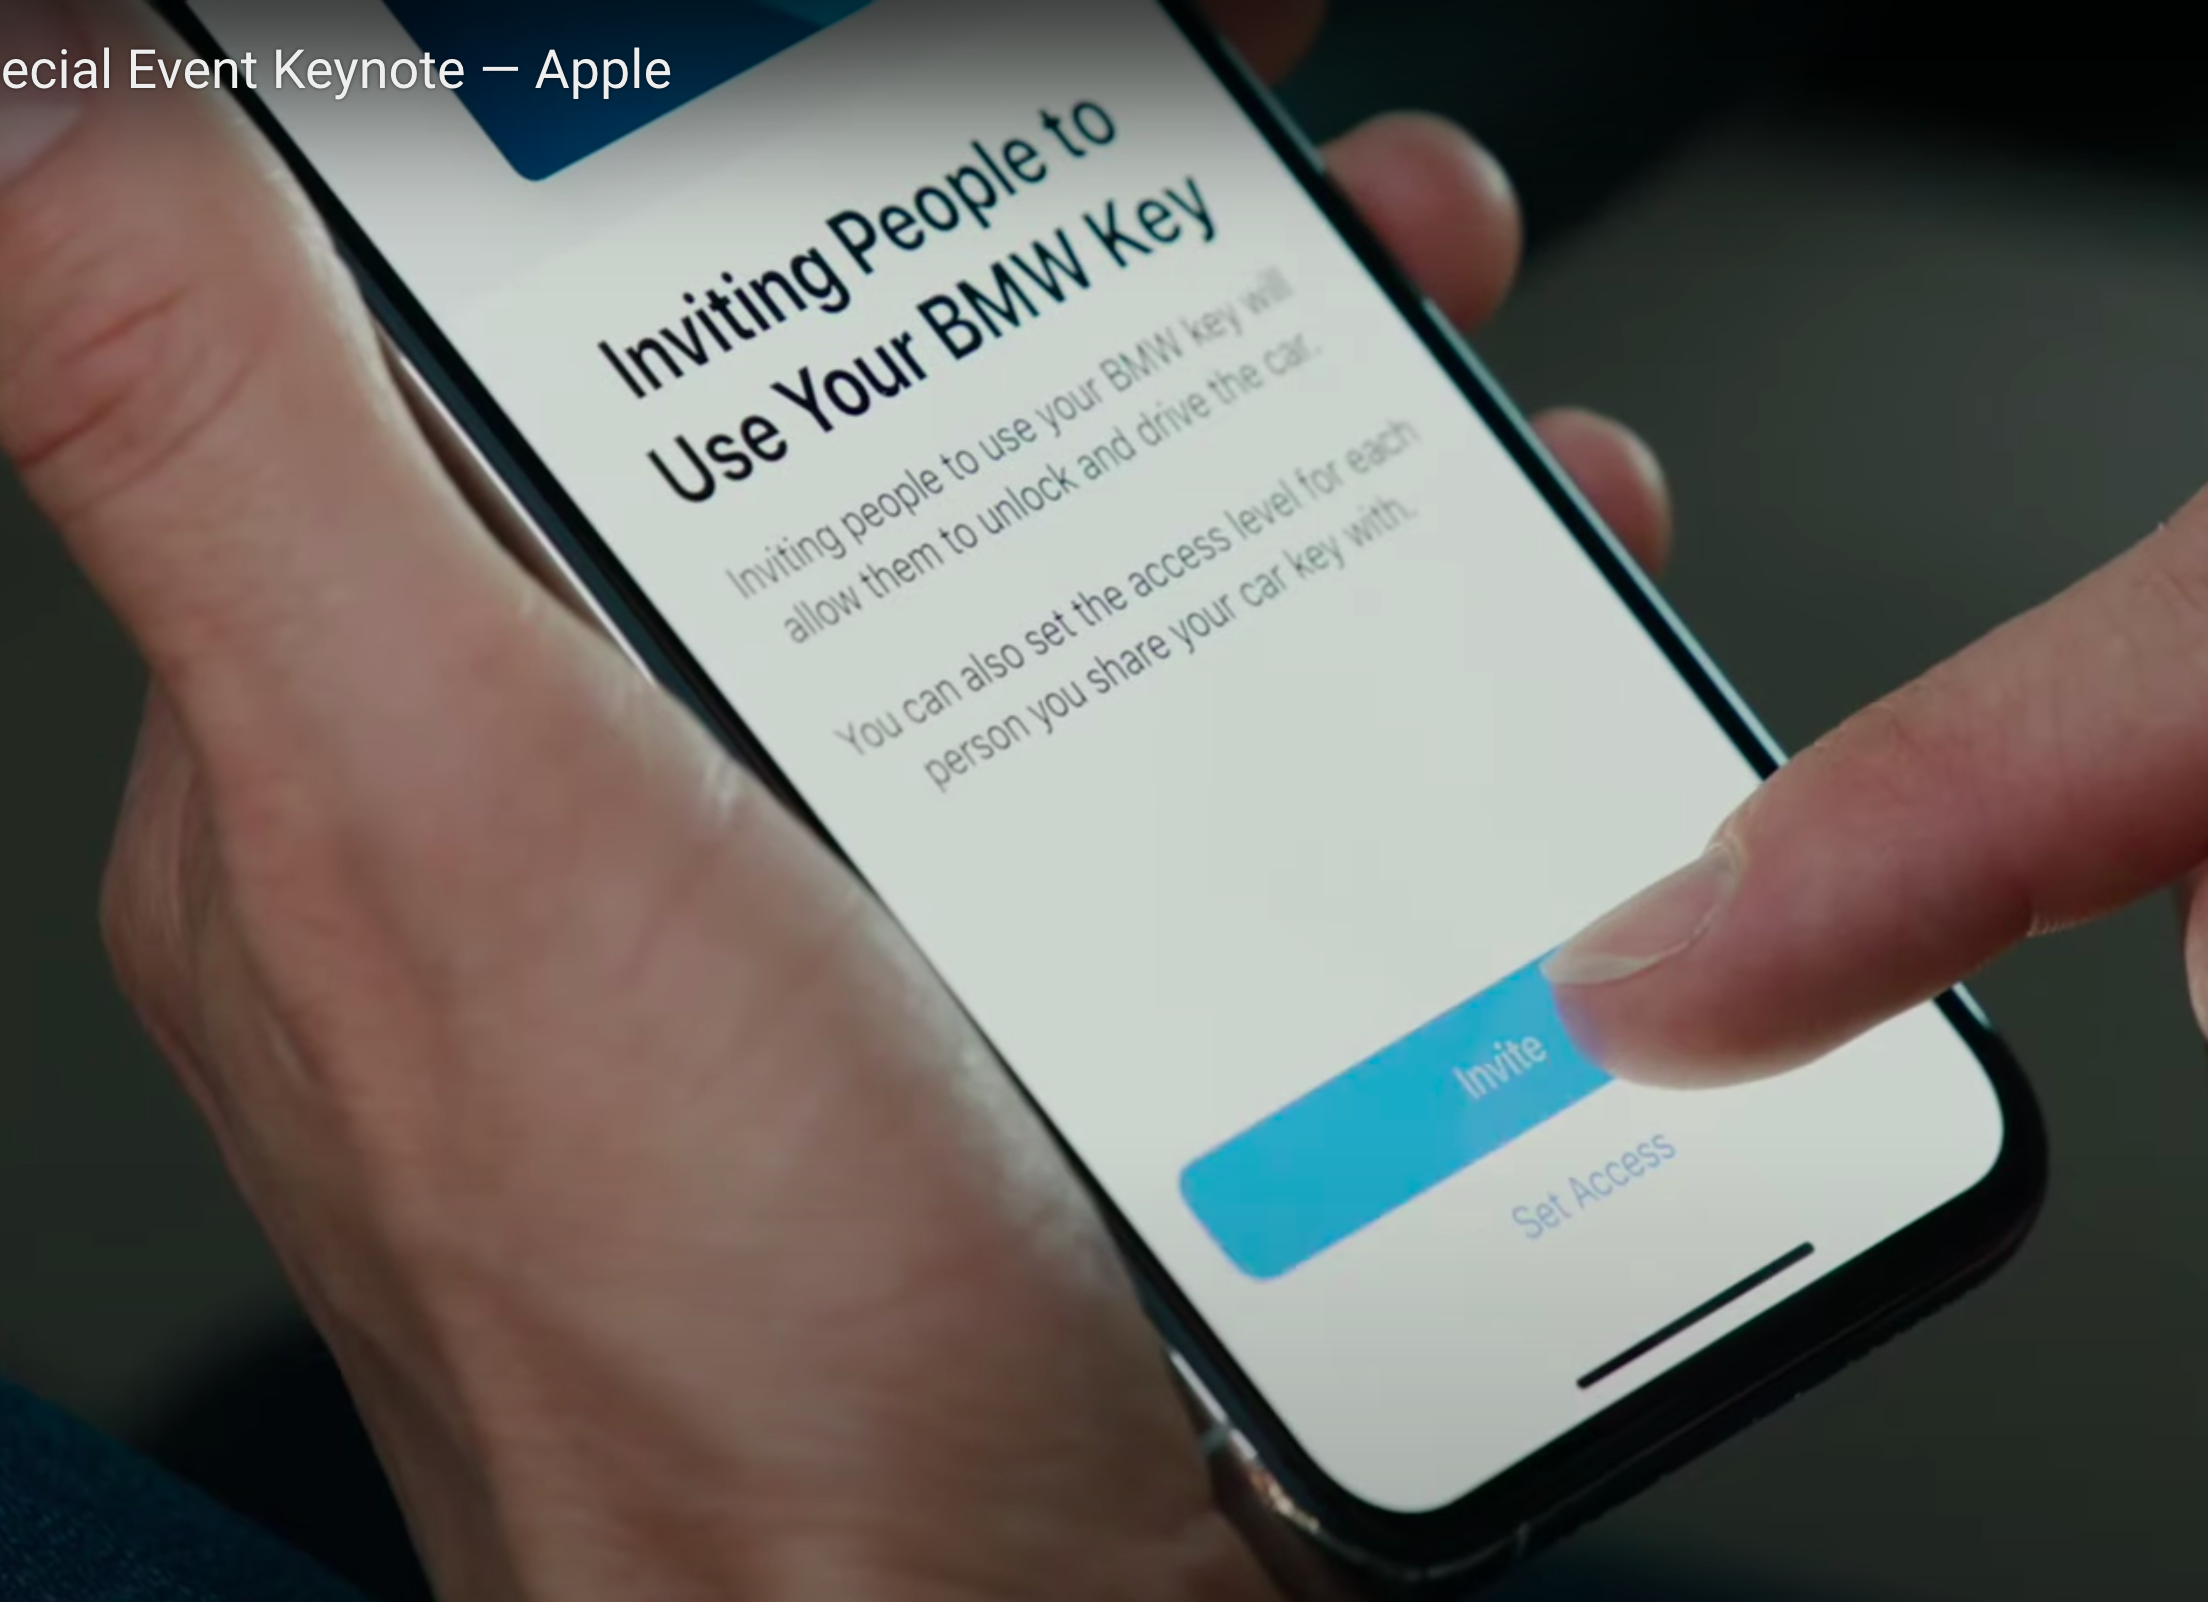 ecial Event Keynote — Apple
Inviting People to
Use Your BMW Key
Inviting people to use your BMW key will
allow them to unlock and drive the car.
You can also set the access level for each
person you share your car key with.
Invite
Set Access